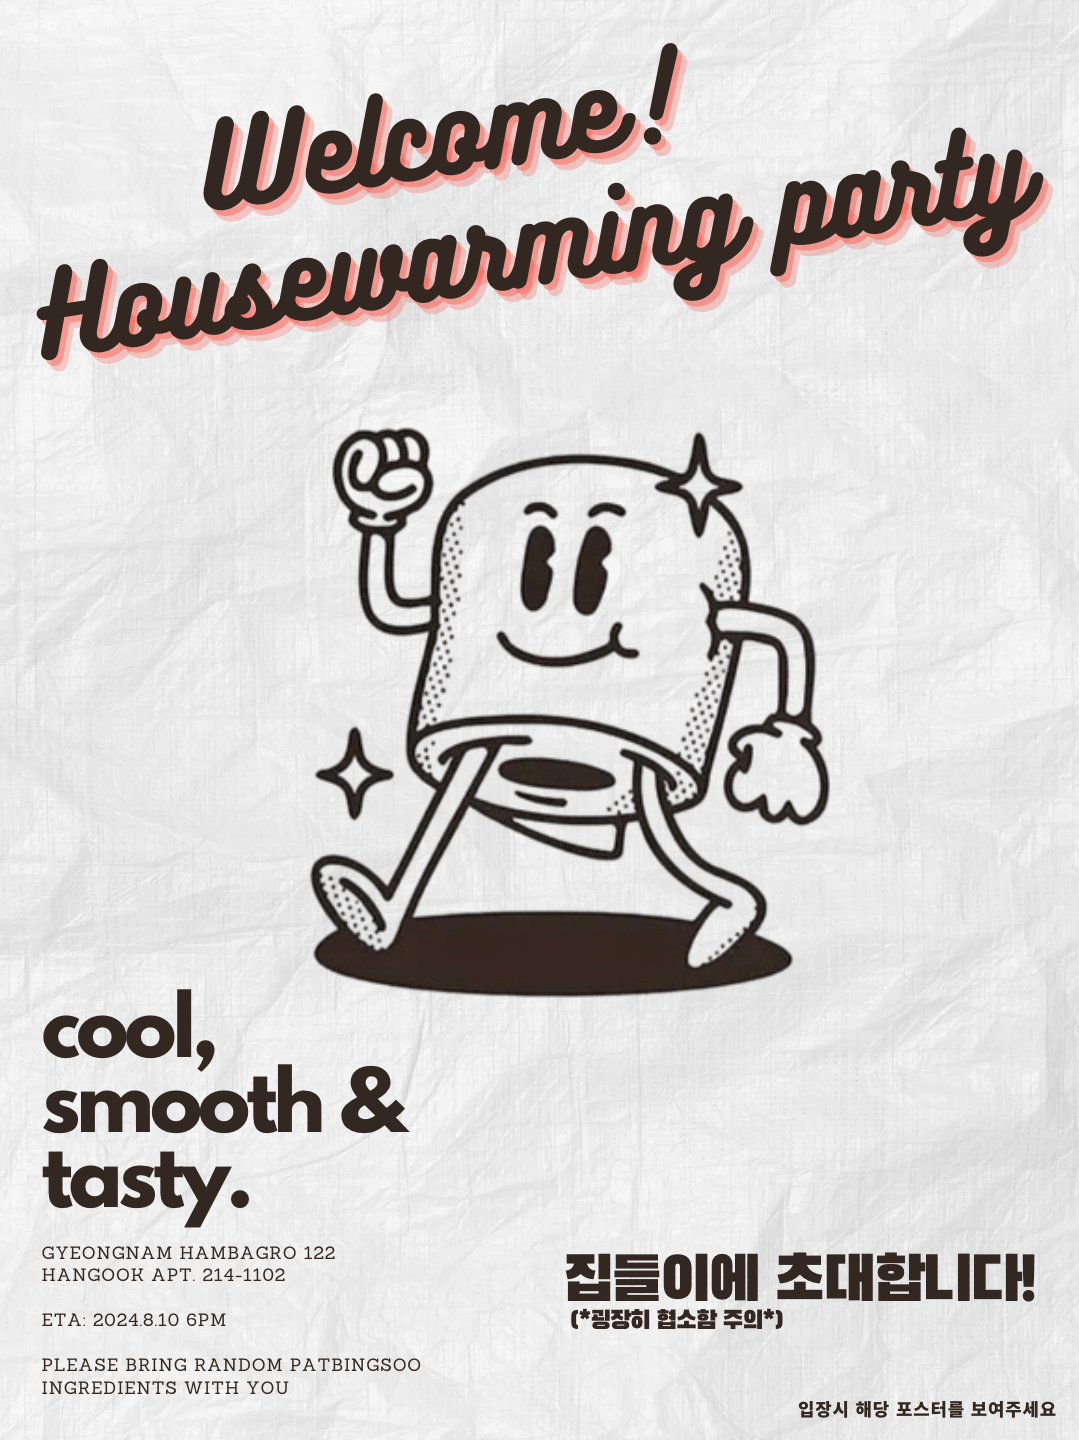 Welcome!
Housewarming party
cool,
smooth &
tasty.
GYEONGNAM HAMBAGRO 122
HANGOOK APT. 214-1102
ETA: 2024.8.10 6PM
PLEASE BRING RANDOM PATBINGSOO
INGREDIENTS WITH YOU
집들이에 초대합니다!
(*굉장히 협소함 주의*)
입장시 해당 포스터를 보여주세요